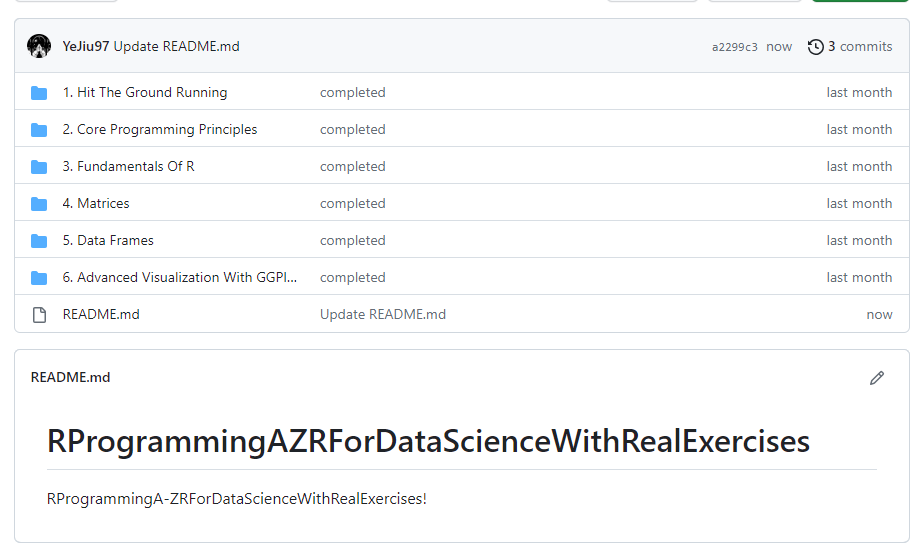 YeJiu97 Update README.md a2299c3 now 3 commits
1. Hit The Ground Running completed last month
2. Core Programming Principles completed last month
3. Fundamentals Of R completed last month
4. Matrices completed last month
5. Data Frames completed last month
6. Advanced Visualization With GGPl... completed last month
README.md Update README.md now
README.md
RProgrammingAZRForDataScienceWithRealExercises
RProgrammingA-ZRForDataScienceWithRealExercises!